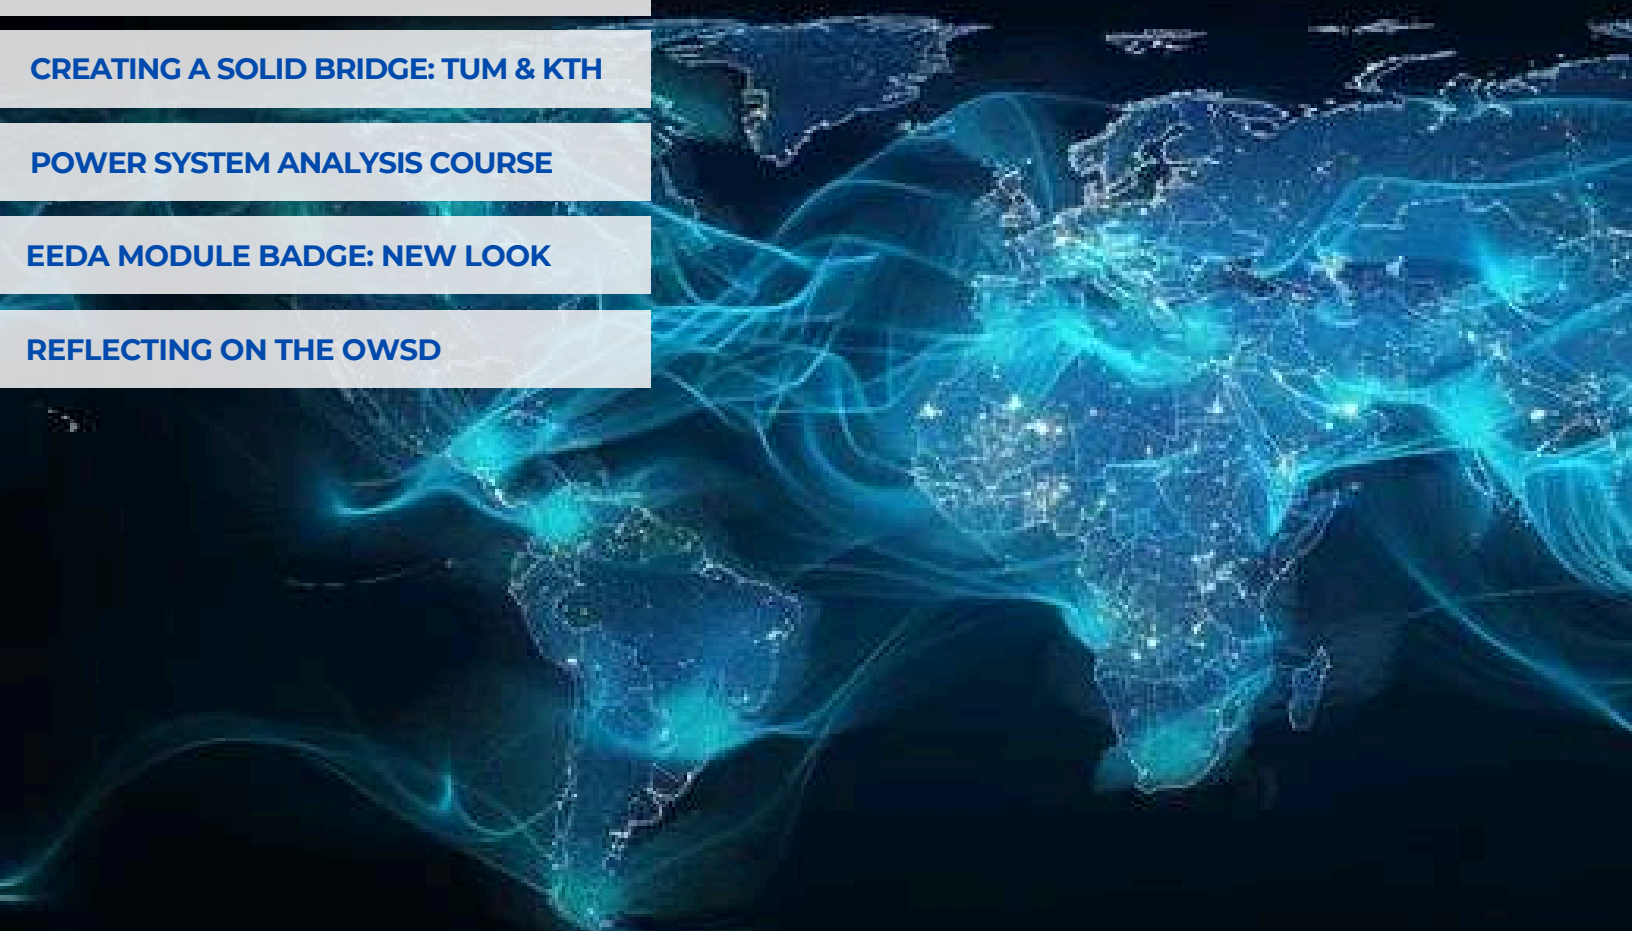 CREATING A SOLID BRIDGE: TUM & KTH
POWER SYSTEM ANALYSIS COURSE
EEDA MODULE BADGE: NEW LOOK
REFLECTING ON THE OWSD